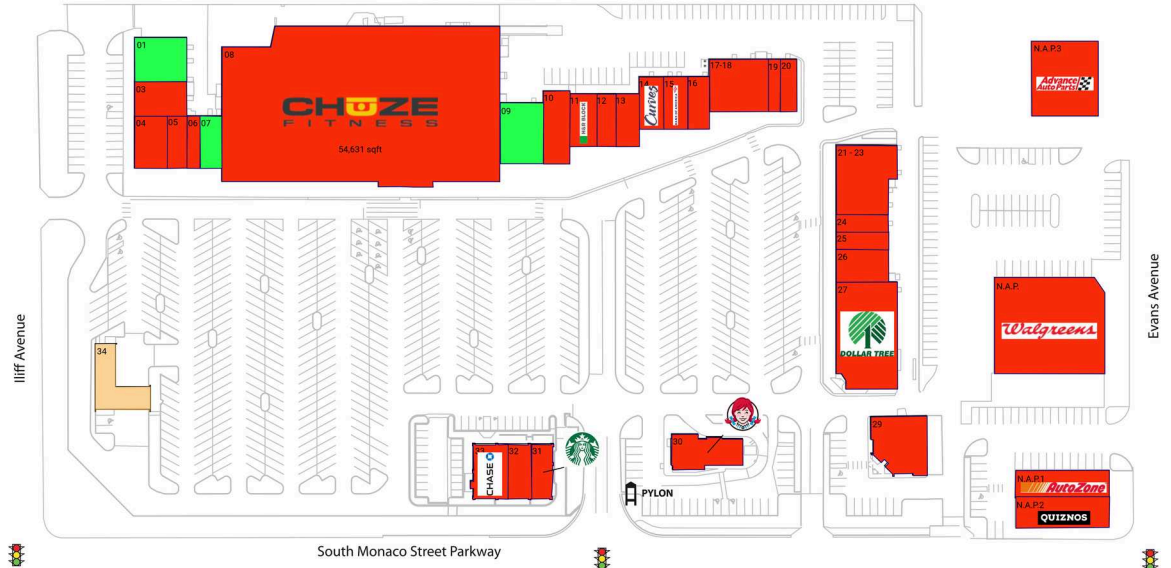 N.A.P.3
Advance
Auto Parts
01
08
03
04
05
06
07
CHUZE
FITNESS
54,631 sqft
09
10
11
H&R BLOCK
12
13
14
Curves
15
16
17-18
19
20
21 - 23
24
25
26
27
DOLLAR TREE
N.A.P.
Walgreens
Iliff Avenue
Evans Avenue
34
33
CHASE
32
31
30
PYLON
29
N.A.P.1
AutoZone
N.A.P.2
QUIZNOS
South Monaco Street Parkway